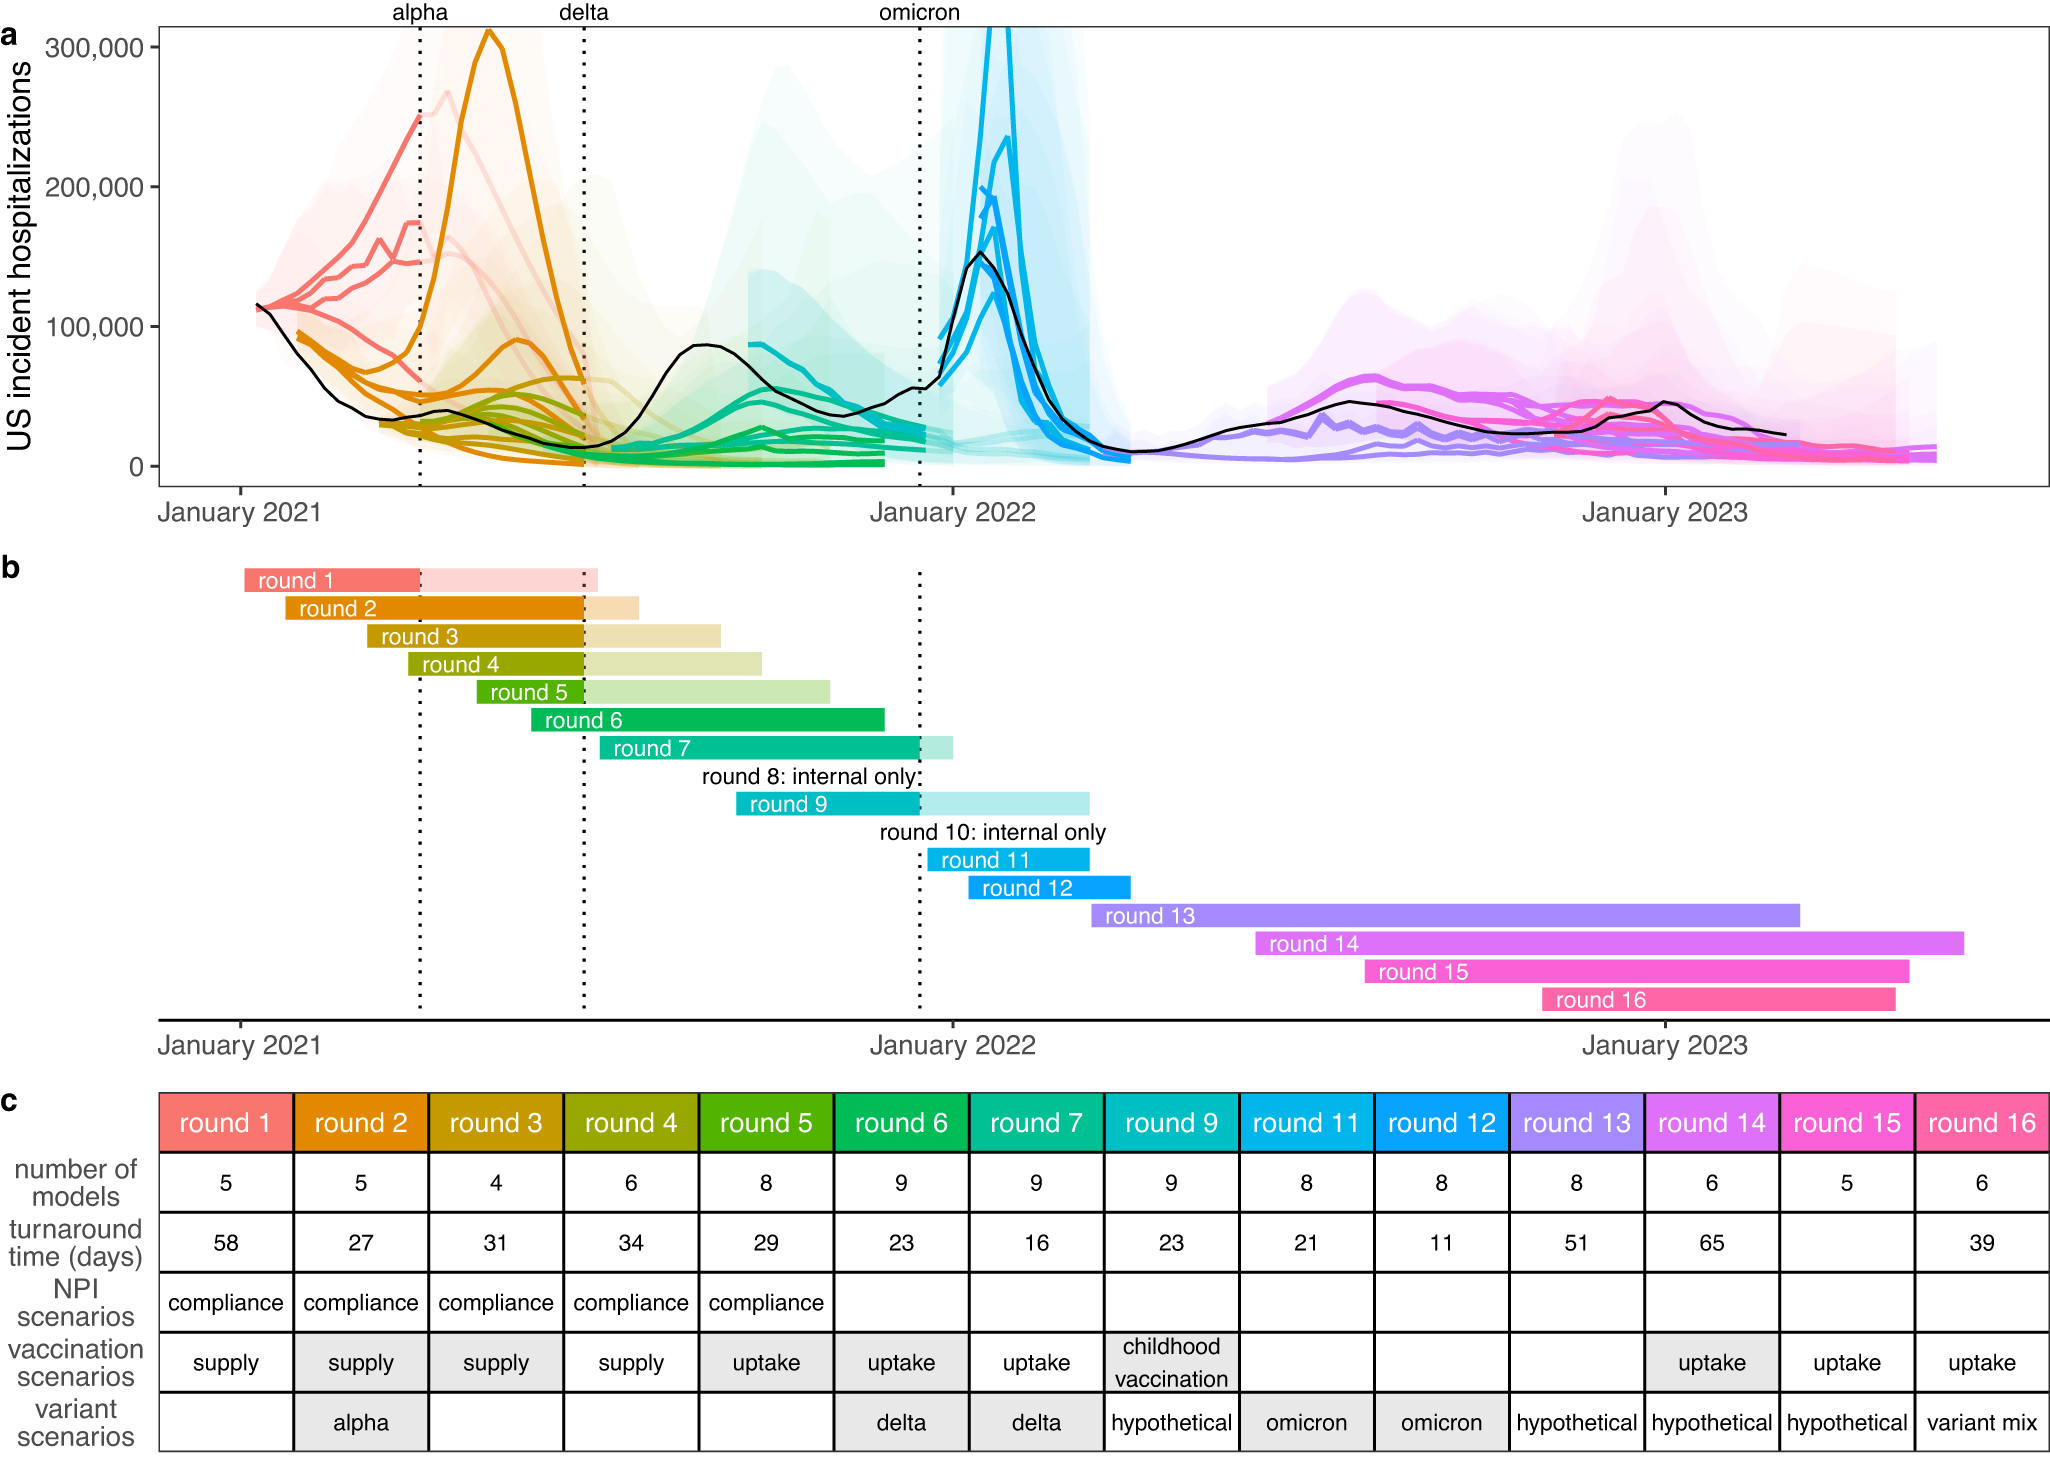 alpha delta omicron
a
300,000
200,000
100,000
0
US incident hospitalizations
January 2021 January 2022 January 2023
b
round 1
round 2
round 3
round 4
round 5
round 6
round 7
round 8: internal only
round 9
round 10: internal only
round 11
round 12
round 13
round 14
round 15
round 16
January 2021 January 2022 January 2023
c
round 1 round 2 round 3 round 4 round 5 round 6 round 7 round 9 round 11 round 12 round 13 round 14 round 15 round 16
number of
models
5 5 4 6 8 9 9 9 8 8 8 6 5 6
turnaround
time (days)
58 27 31 34 29 23 16 23 21 11 51 65 39
NPI
scenarios
compliance compliance compliance compliance compliance
vaccination
scenarios
supply supply supply supply uptake uptake uptake
childhood
vaccination
uptake uptake uptake
variant
scenarios
alpha delta delta hypothetical omicron omicron hypothetical hypothetical hypothetical variant mix